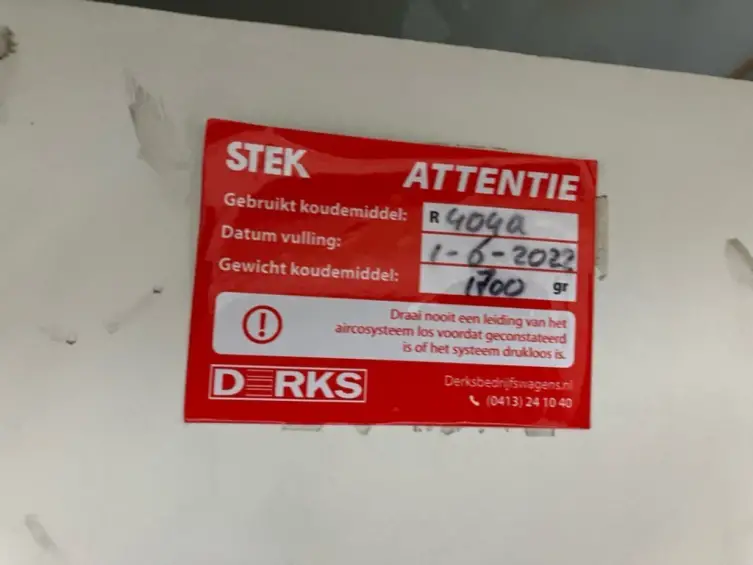 STEK ATTENTIE
Gebruikt koudemiddel: R 404a
Datum vulling: 1-6-2022
Gewicht koudemiddel: 1700 gr
Draai nooit een leiding van het
aircosysteem los voordat geconstateerd
is of het systeem drukloos is.
DERKS
Derksbedrijfswagens.nl
(0413) 24 10 40